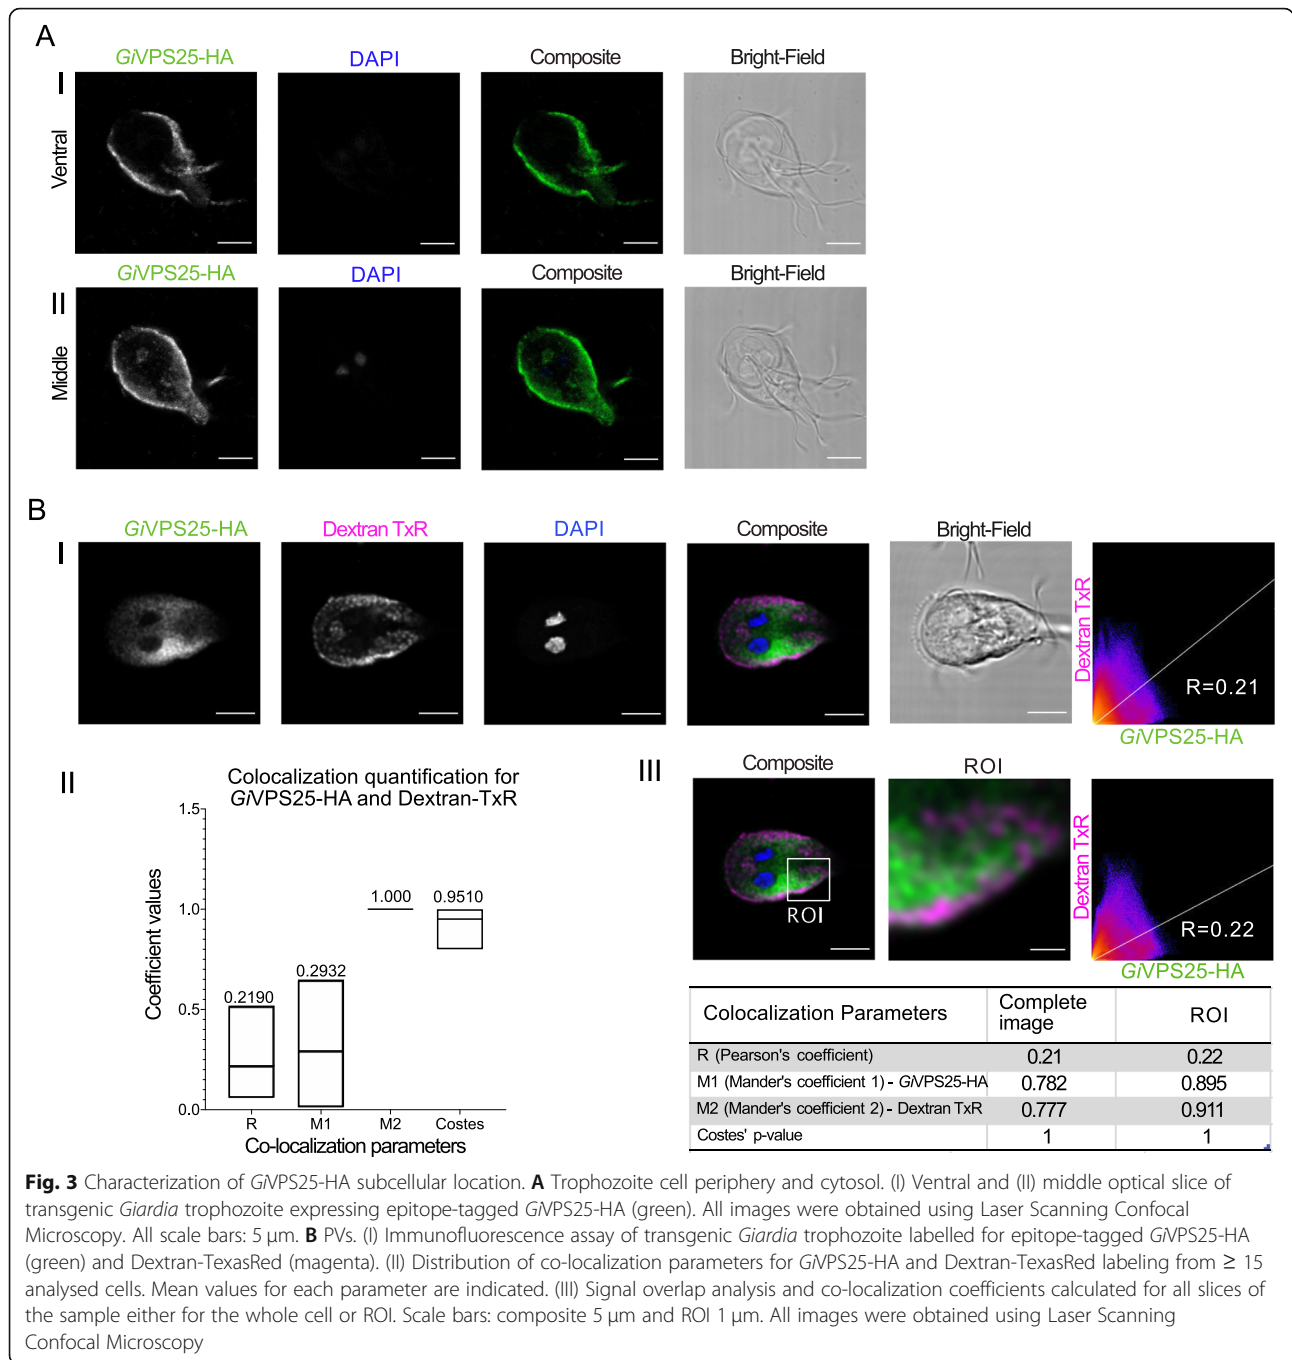 A
GiVPS25-HA
DAPI
Composite
Bright-Field
I
Ventral
GiVPS25-HA
DAPI
Composite
Bright-Field
II
Middle
B
GiVPS25-HA
Dextran TxR
DAPI
Composite
Bright-Field
I
Dextran TxR
R=0.21
GiVPS25-HA
II
Colocalization quantification for
GiVPS25-HA and Dextran-TxR
1.5
1.0
0.5
0.0
Coefficient values
0.2190
0.2932
1.000
0.9510
R
M1
M2
Costes
Co-localization parameters
III
Composite
ROI
ROI
Dextran TxR
R=0.22
GiVPS25-HA
Colocalization Parameters
Complete
image
ROI
R (Pearson's coefficient) 0.21 0.22
M1 (Mander's coefficient 1) - GiVPS25-HA 0.782 0.895
M2 (Mander's coefficient 2) - Dextran TxR 0.777 0.911
Costes' p-value 1 1
Fig. 3 Characterization of GiVPS25-HA subcellular location. A Trophozoite cell periphery and cytosol. (I) Ventral and (II) middle optical slice of
transgenic Giardia trophozoite expressing epitope-tagged GiVPS25-HA (green). All images were obtained using Laser Scanning Confocal
Microscopy. All scale bars: 5 μm. B PVs. (I) Immunofluorescence assay of transgenic Giardia trophozoite labelled for epitope-tagged GiVPS25-HA
(green) and Dextran-TexasRed (magenta). (II) Distribution of co-localization parameters for GiVPS25-HA and Dextran-TexasRed labeling from ≥ 15
analysed cells. Mean values for each parameter are indicated. (III) Signal overlap analysis and co-localization coefficients calculated for all slices of
the sample either for the whole cell or ROI. Scale bars: composite 5 μm and ROI 1 μm. All images were obtained using Laser Scanning
Confocal Microscopy